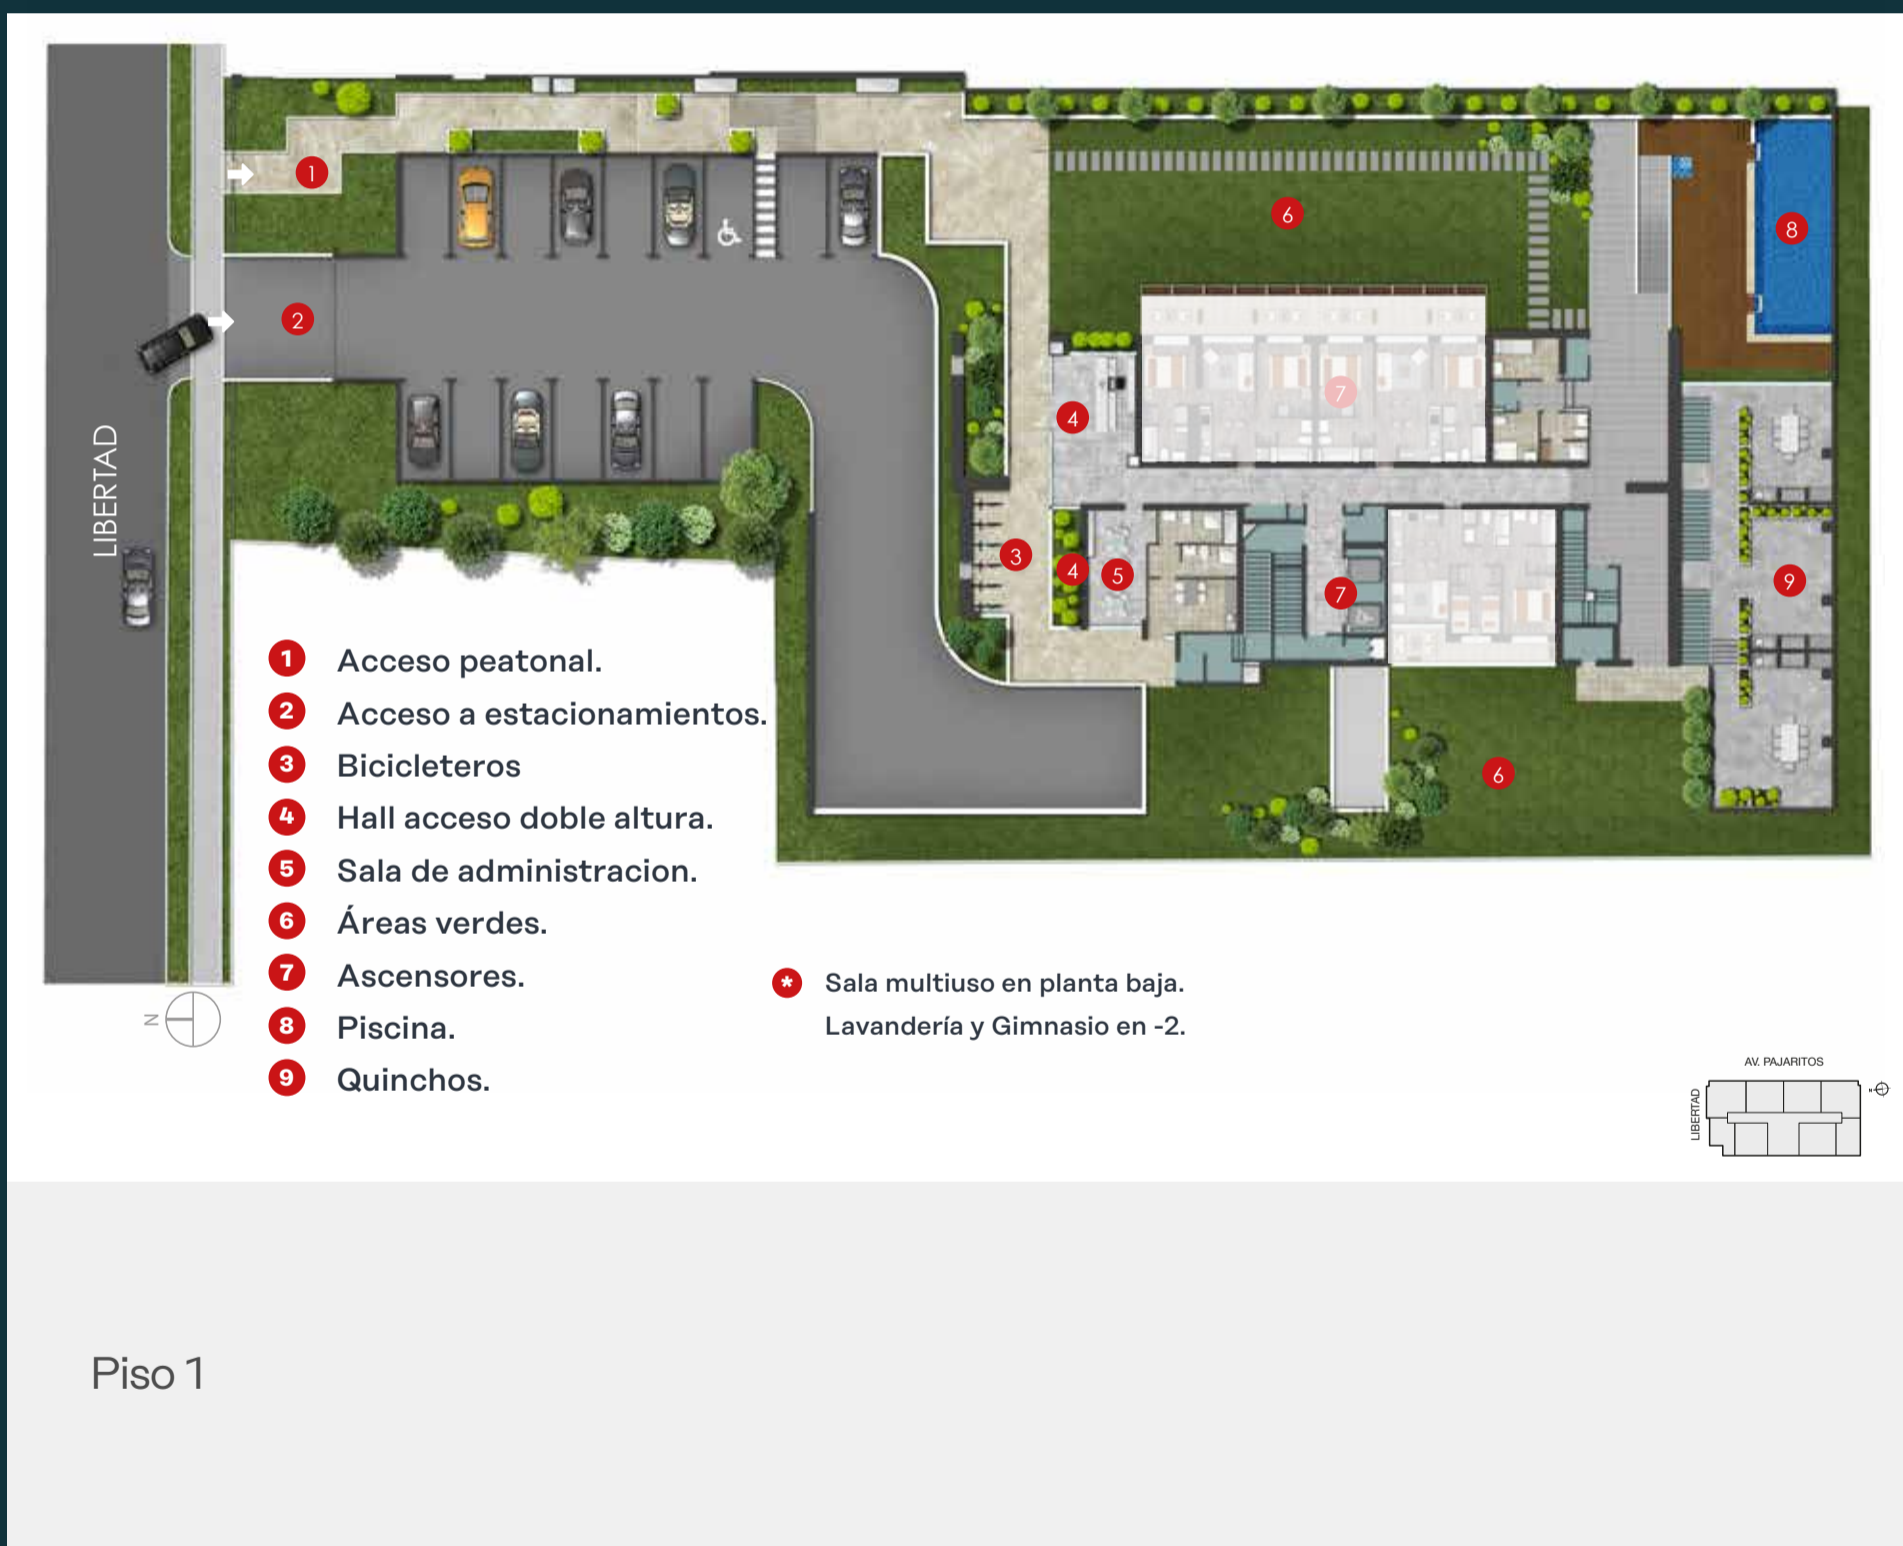 1
2
3
4
4
5
6
6
7
7
8
9
LIBERTAD
1 Acceso peatonal.
2 Acceso a estacionamientos.
3 Bicicleteros
4 Hall acceso doble altura.
5 Sala de administracion.
6 Áreas verdes.
7 Ascensores.
8 Piscina.
9 Quinchos.
N
* Sala multiuso en planta baja.
Lavandería y Gimnasio en -2.
AV. PAJARITOS
LIBERTAD
Piso 1